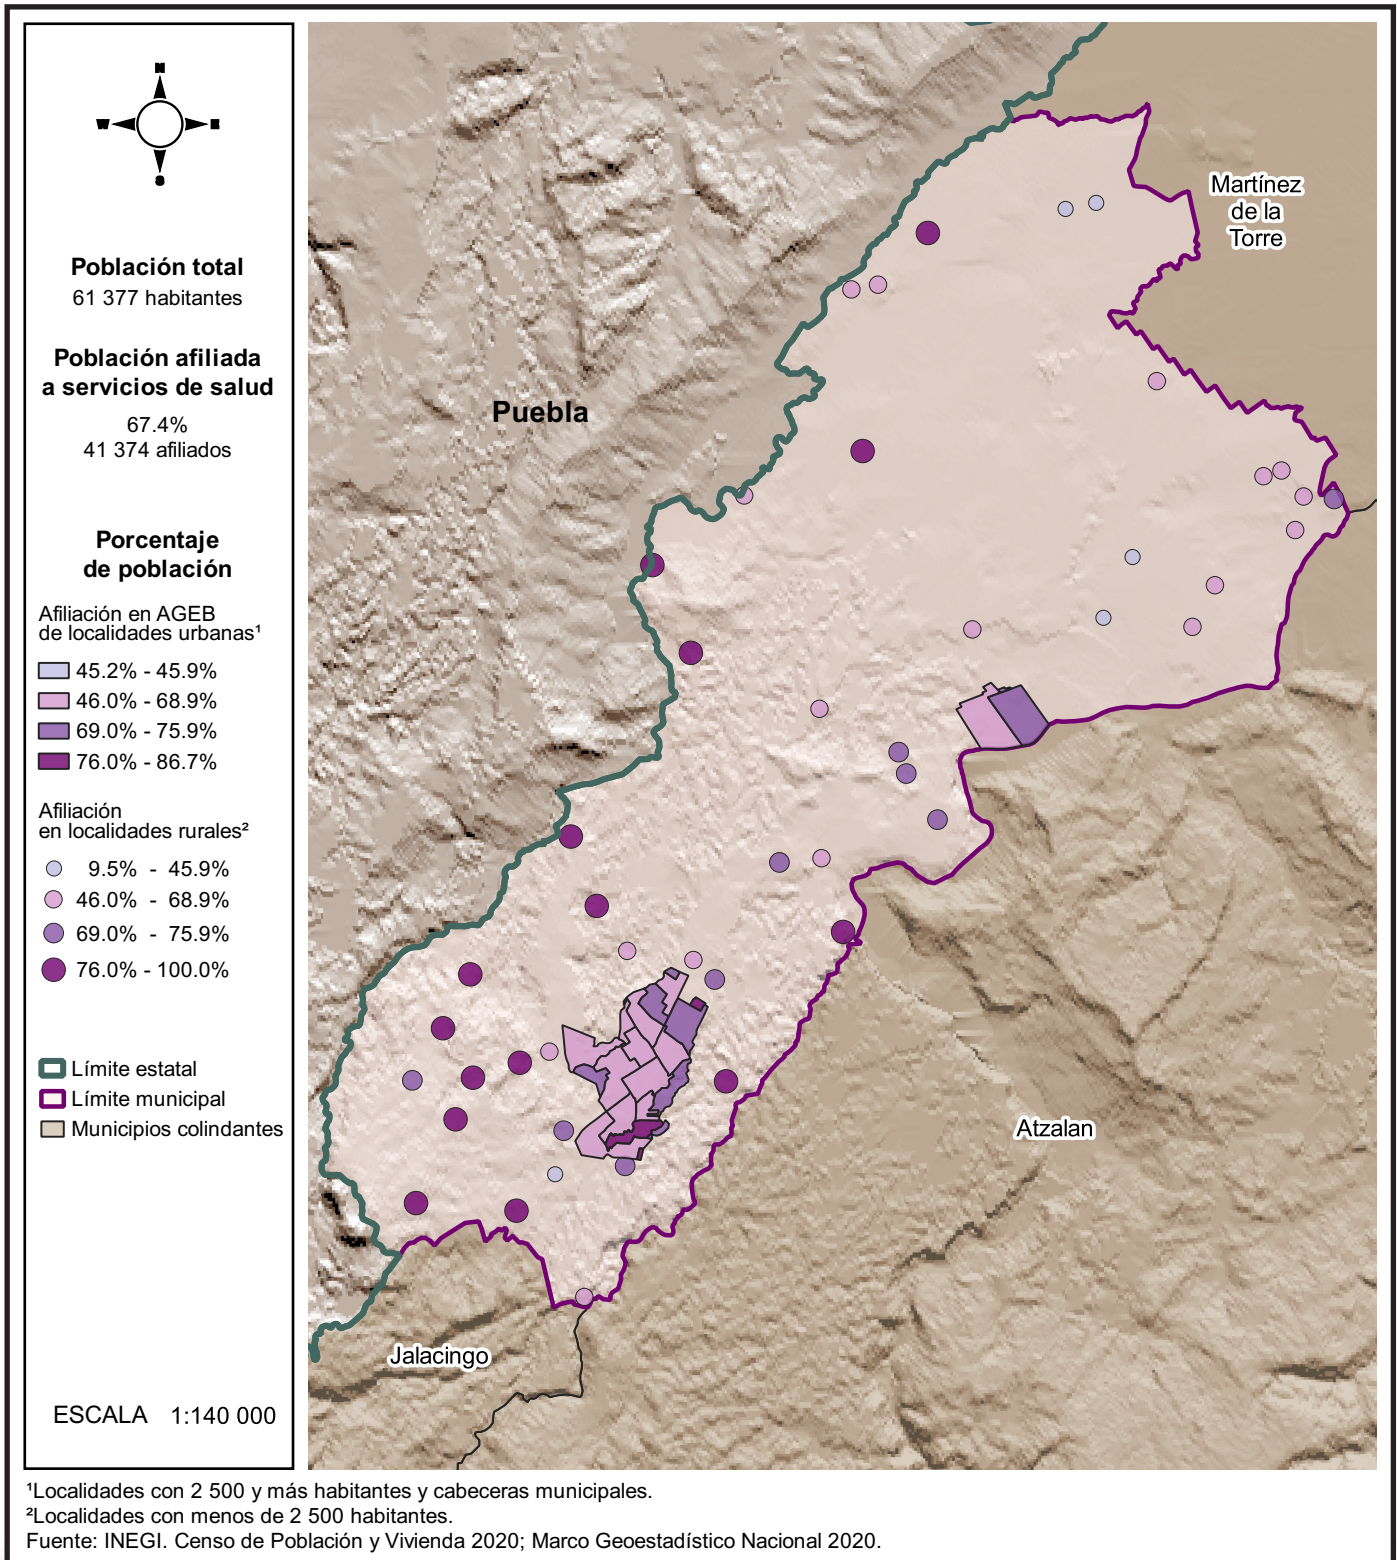 N
W
E
S
Población total
61 377 habitantes
Población afiliada
a servicios de salud
67.4%
41 374 afiliados
Porcentaje
de población
Afiliación en AGEB
de localidades urbanas¹
45.2% - 45.9%
46.0% - 68.9%
69.0% - 75.9%
76.0% - 86.7%
Afiliación
en localidades rurales²
9.5% - 45.9%
46.0% - 68.9%
69.0% - 75.9%
76.0% - 100.0%
Límite estatal
Límite municipal
Municipios colindantes
ESCALA 1:140 000
Martínez
de la
Torre
Puebla
Atzalan
Jalacingo
¹Localidades con 2 500 y más habitantes y cabeceras municipales.
²Localidades con menos de 2 500 habitantes.
Fuente: INEGI. Censo de Población y Vivienda 2020; Marco Geoestadístico Nacional 2020.